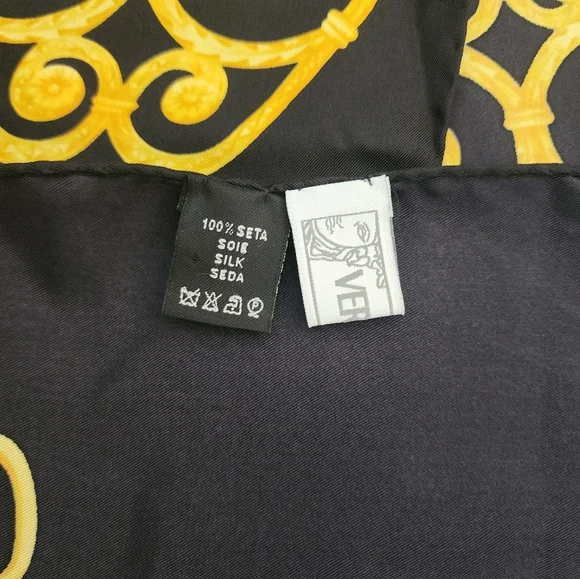 100% SETA
SOIE
SILK
SEDA
P
VER